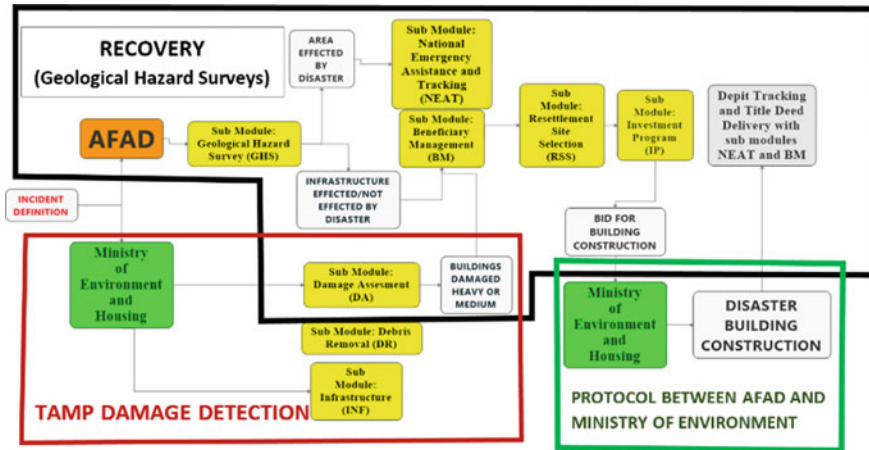 RECOVERY
(Geological Hazard Surveys)
AREA
EFFECTED
BY
DİSASTER
Sub Module:
National
Emergency
Assistance and
Tracking
(NEAT)
AFAD
Sub Module:
Geological Hazard
Survey (GHS)
Sub Module:
Beneficiary
Management
(BM)
Sub
Module:
Resettlement
Site
Selection
(RSS)
Sub
Module:
Investment
Program
(IP)
Depit Tracking
and Title Deed
Delivery with
sub modules
NEAT and BM
INCIDENT
DEFINITION
INFRASTRUCTURE
EFFECTED/NOT
EFFECTED BY
DISASTER
BID FOR
BUILDING
CONSTRUCTION
Ministry
of
Environment
and
Housing
Sub Module:
Damage Assesment
(DA)
BUILDINGS
DAMAGED
HEAVY OR
MEDIUM
Sub Module: Debris
Removal (DR)
Sub
Module:
Infrastructure
(INF)
TAMP DAMAGE DETECTION
Ministry
of
Environment
and
Housing
DISASTER
BUILDING
CONSTRUCTION
PROTOCOL BETWEEN AFAD AND
MINISTRY OF ENVIRONMENT